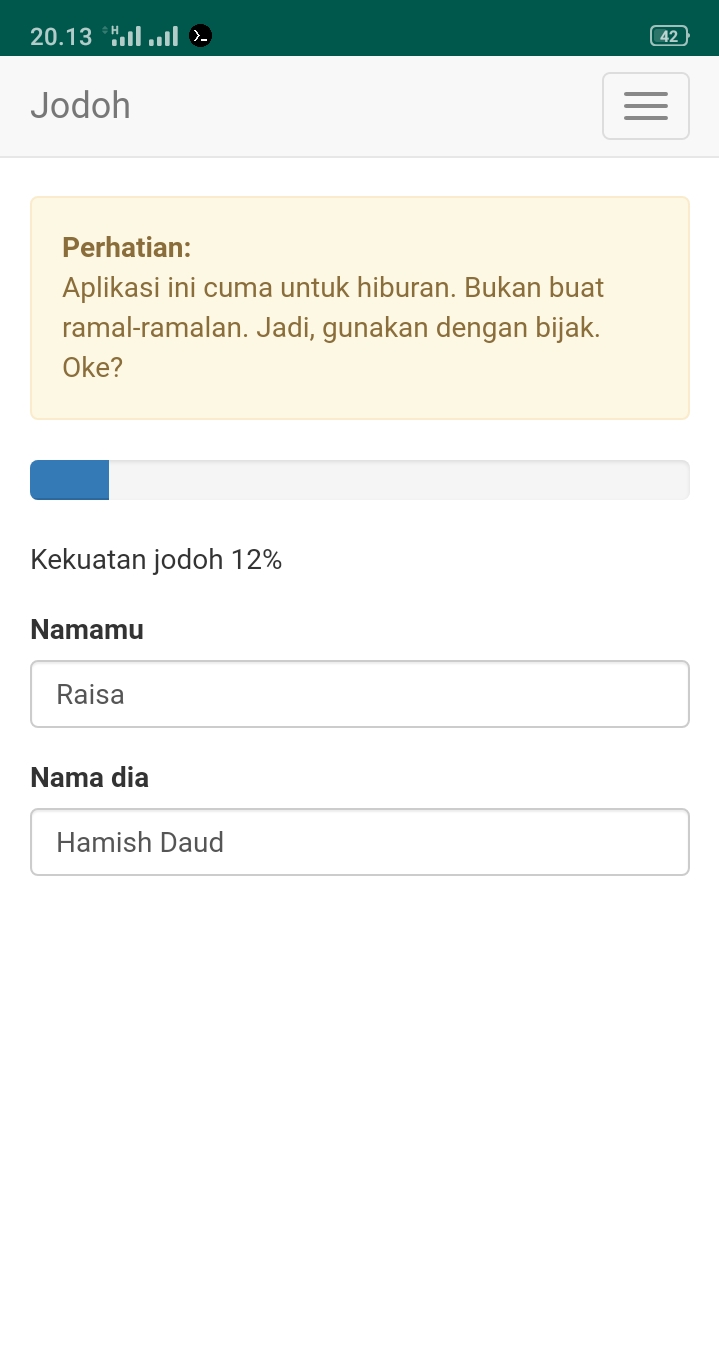 20.13
H
42
Jodoh
Perhatian:
Aplikasi ini cuma untuk hiburan. Bukan buat
ramal-ramalan. Jadi, gunakan dengan bijak.
Oke?
Kekuatan jodoh 12%
Namamu
Raisa
Nama dia
Hamish Daud